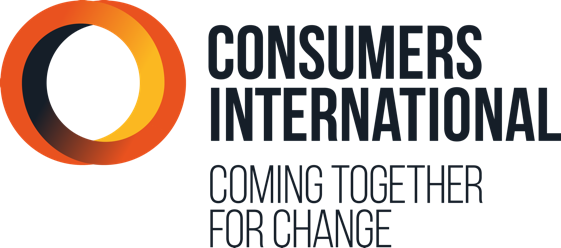 CONSUMERS
INTERNATIONAL
COMING TOGETHER
FOR CHANGE